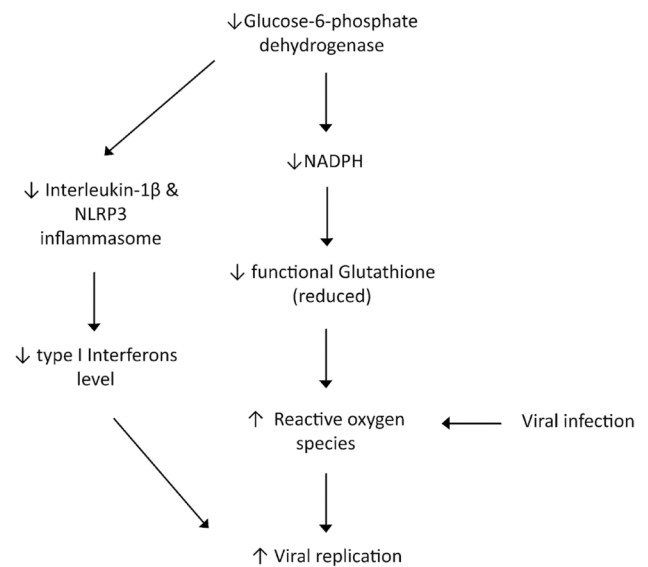 ↓Glucose-6-phosphate
dehydrogenase
↓NADPH
↓ Interleukin-1β &
NLRP3
inflammasome
↓ functional Glutathione
(reduced)
↓ type I Interferons
level
↑ Reactive oxygen
species
Viral infection
↑ Viral replication